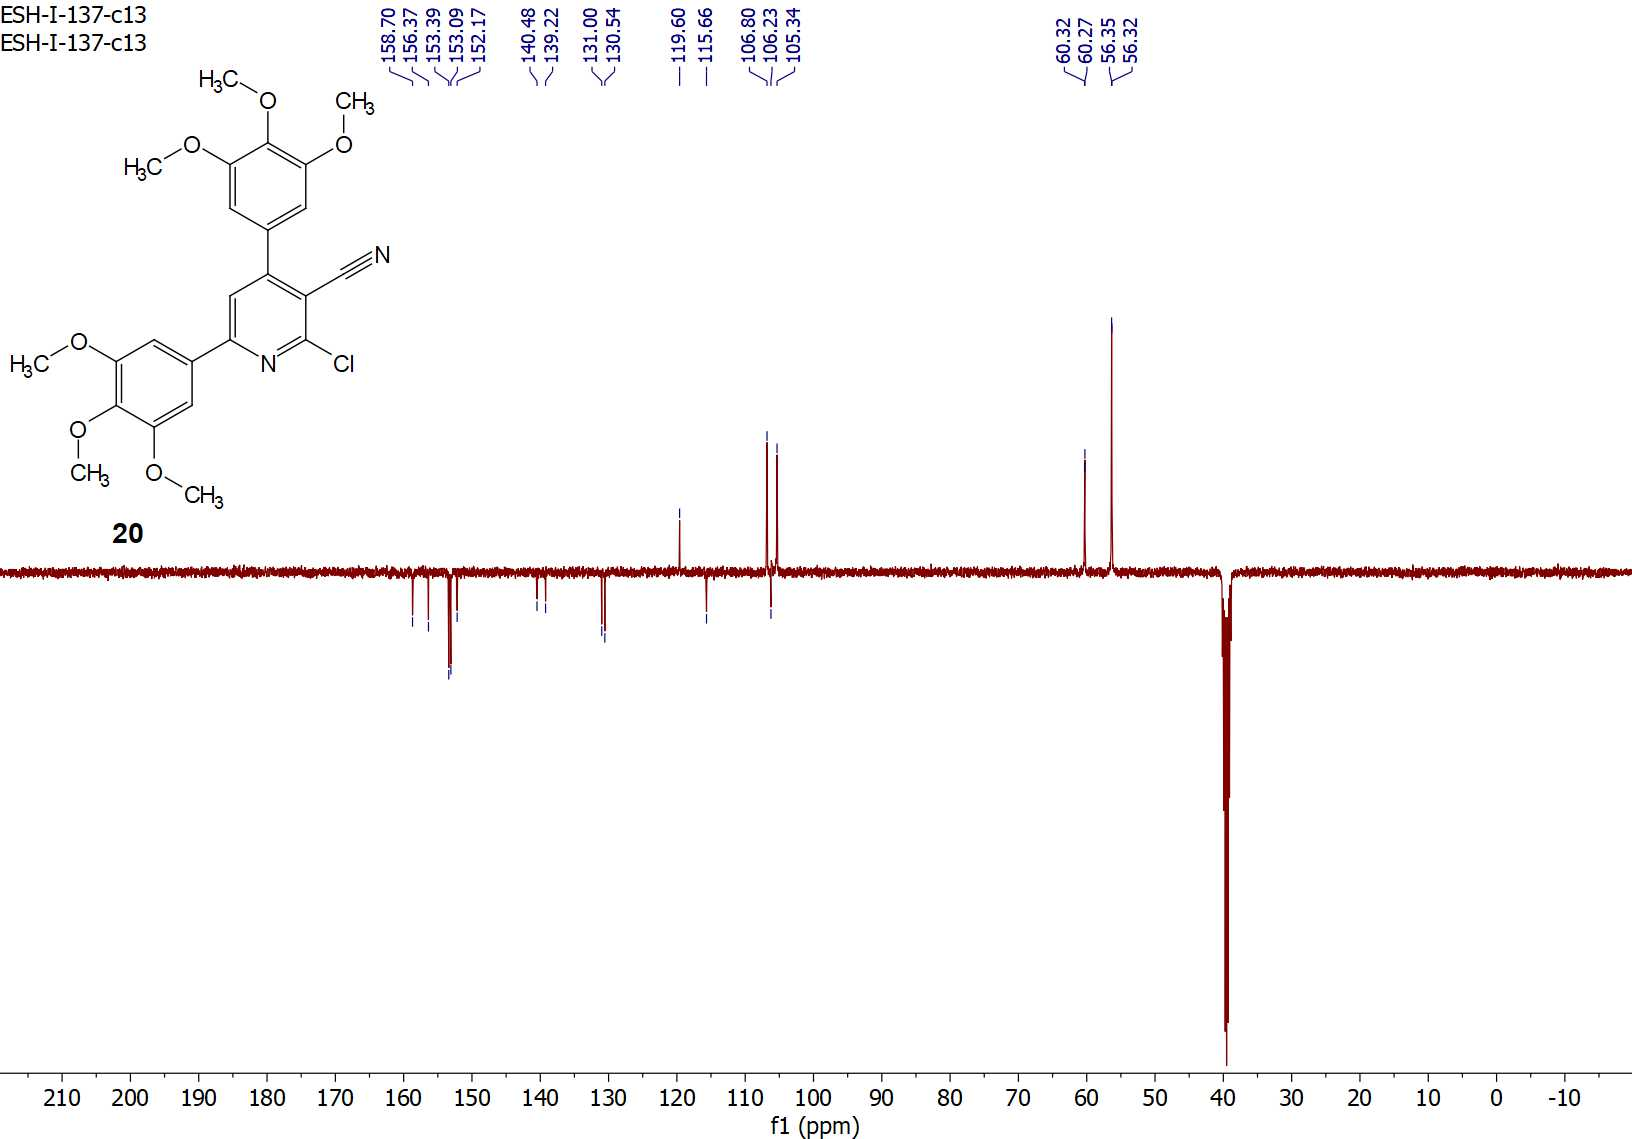 ESH-I-137-c13
ESH-I-137-c13
158.70
156.37
153.39
153.09
152.17
140.48
139.22
131.00
130.54
119.60
115.66
106.80
106.23
105.34
60.32
60.27
56.35
56.32
H3C
O
CH3
O
O
H3C
N
O
H3C
N
Cl
O
O
CH3
CH3
20
210 200 190 180 170 160 150 140 130 120 110 100 90 80 70 60 50 40 30 20 10 0 -10
f1 (ppm)